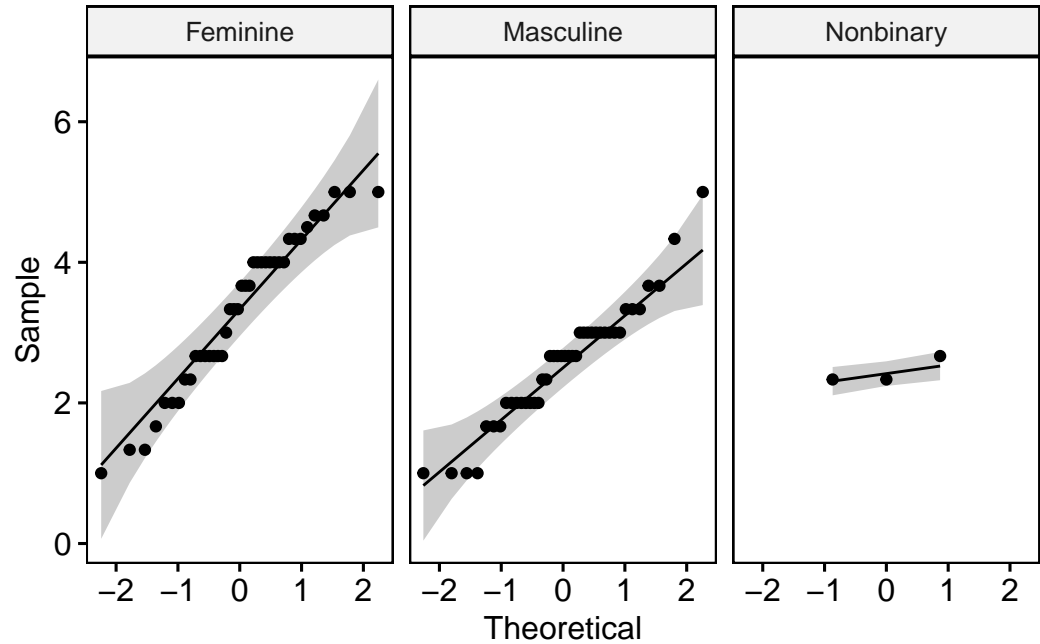 Feminine Masculine Nonbinary
6
4
2
0
Sample
−2 −1 0 1 2 −2 −1 0 1 2 −2 −1 0 1 2
Theoretical